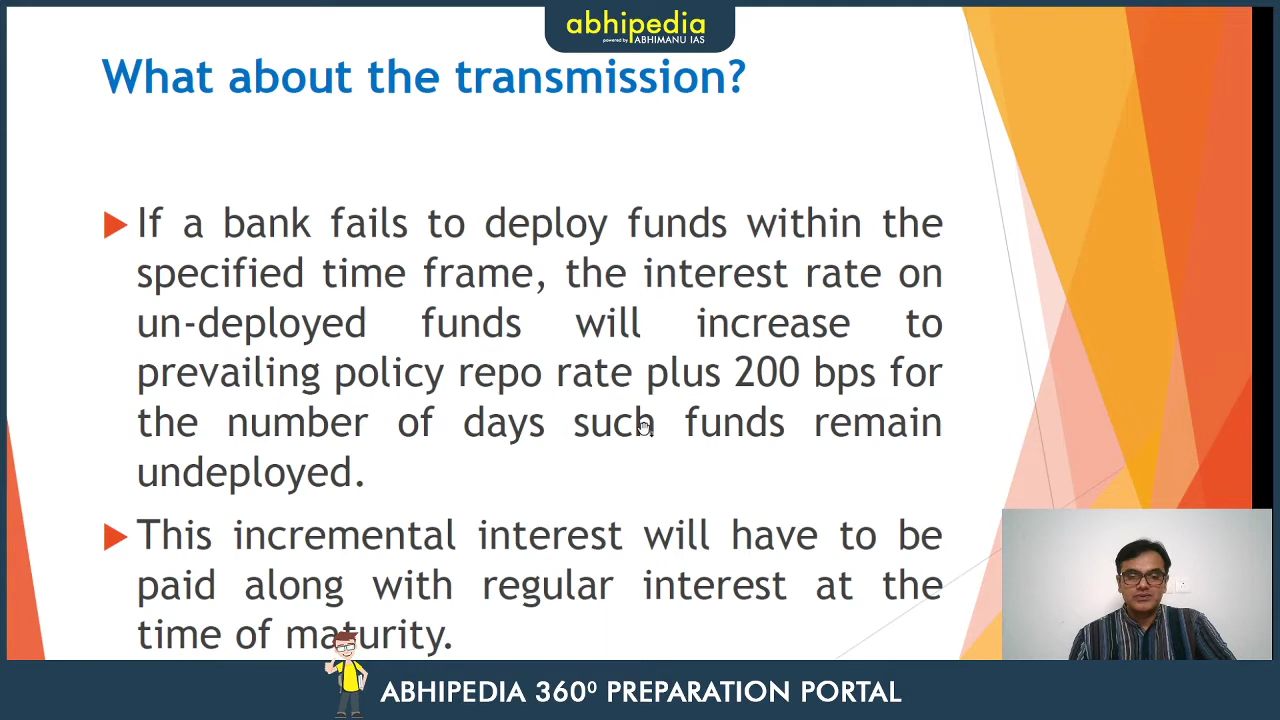 abhipedia
powered by ABHIMANU IAS
What about the transmission?
If a bank fails to deploy funds within the
specified time frame, the interest rate on
un-deployed funds will increase to
prevailing policy repo rate plus 200 bps for
the number of days such funds remain
undeployed.
This incremental interest will have to be
paid along with regular interest at the
time of maturity.
ABHIPEDIA 360⁰ PREPARATION PORTAL